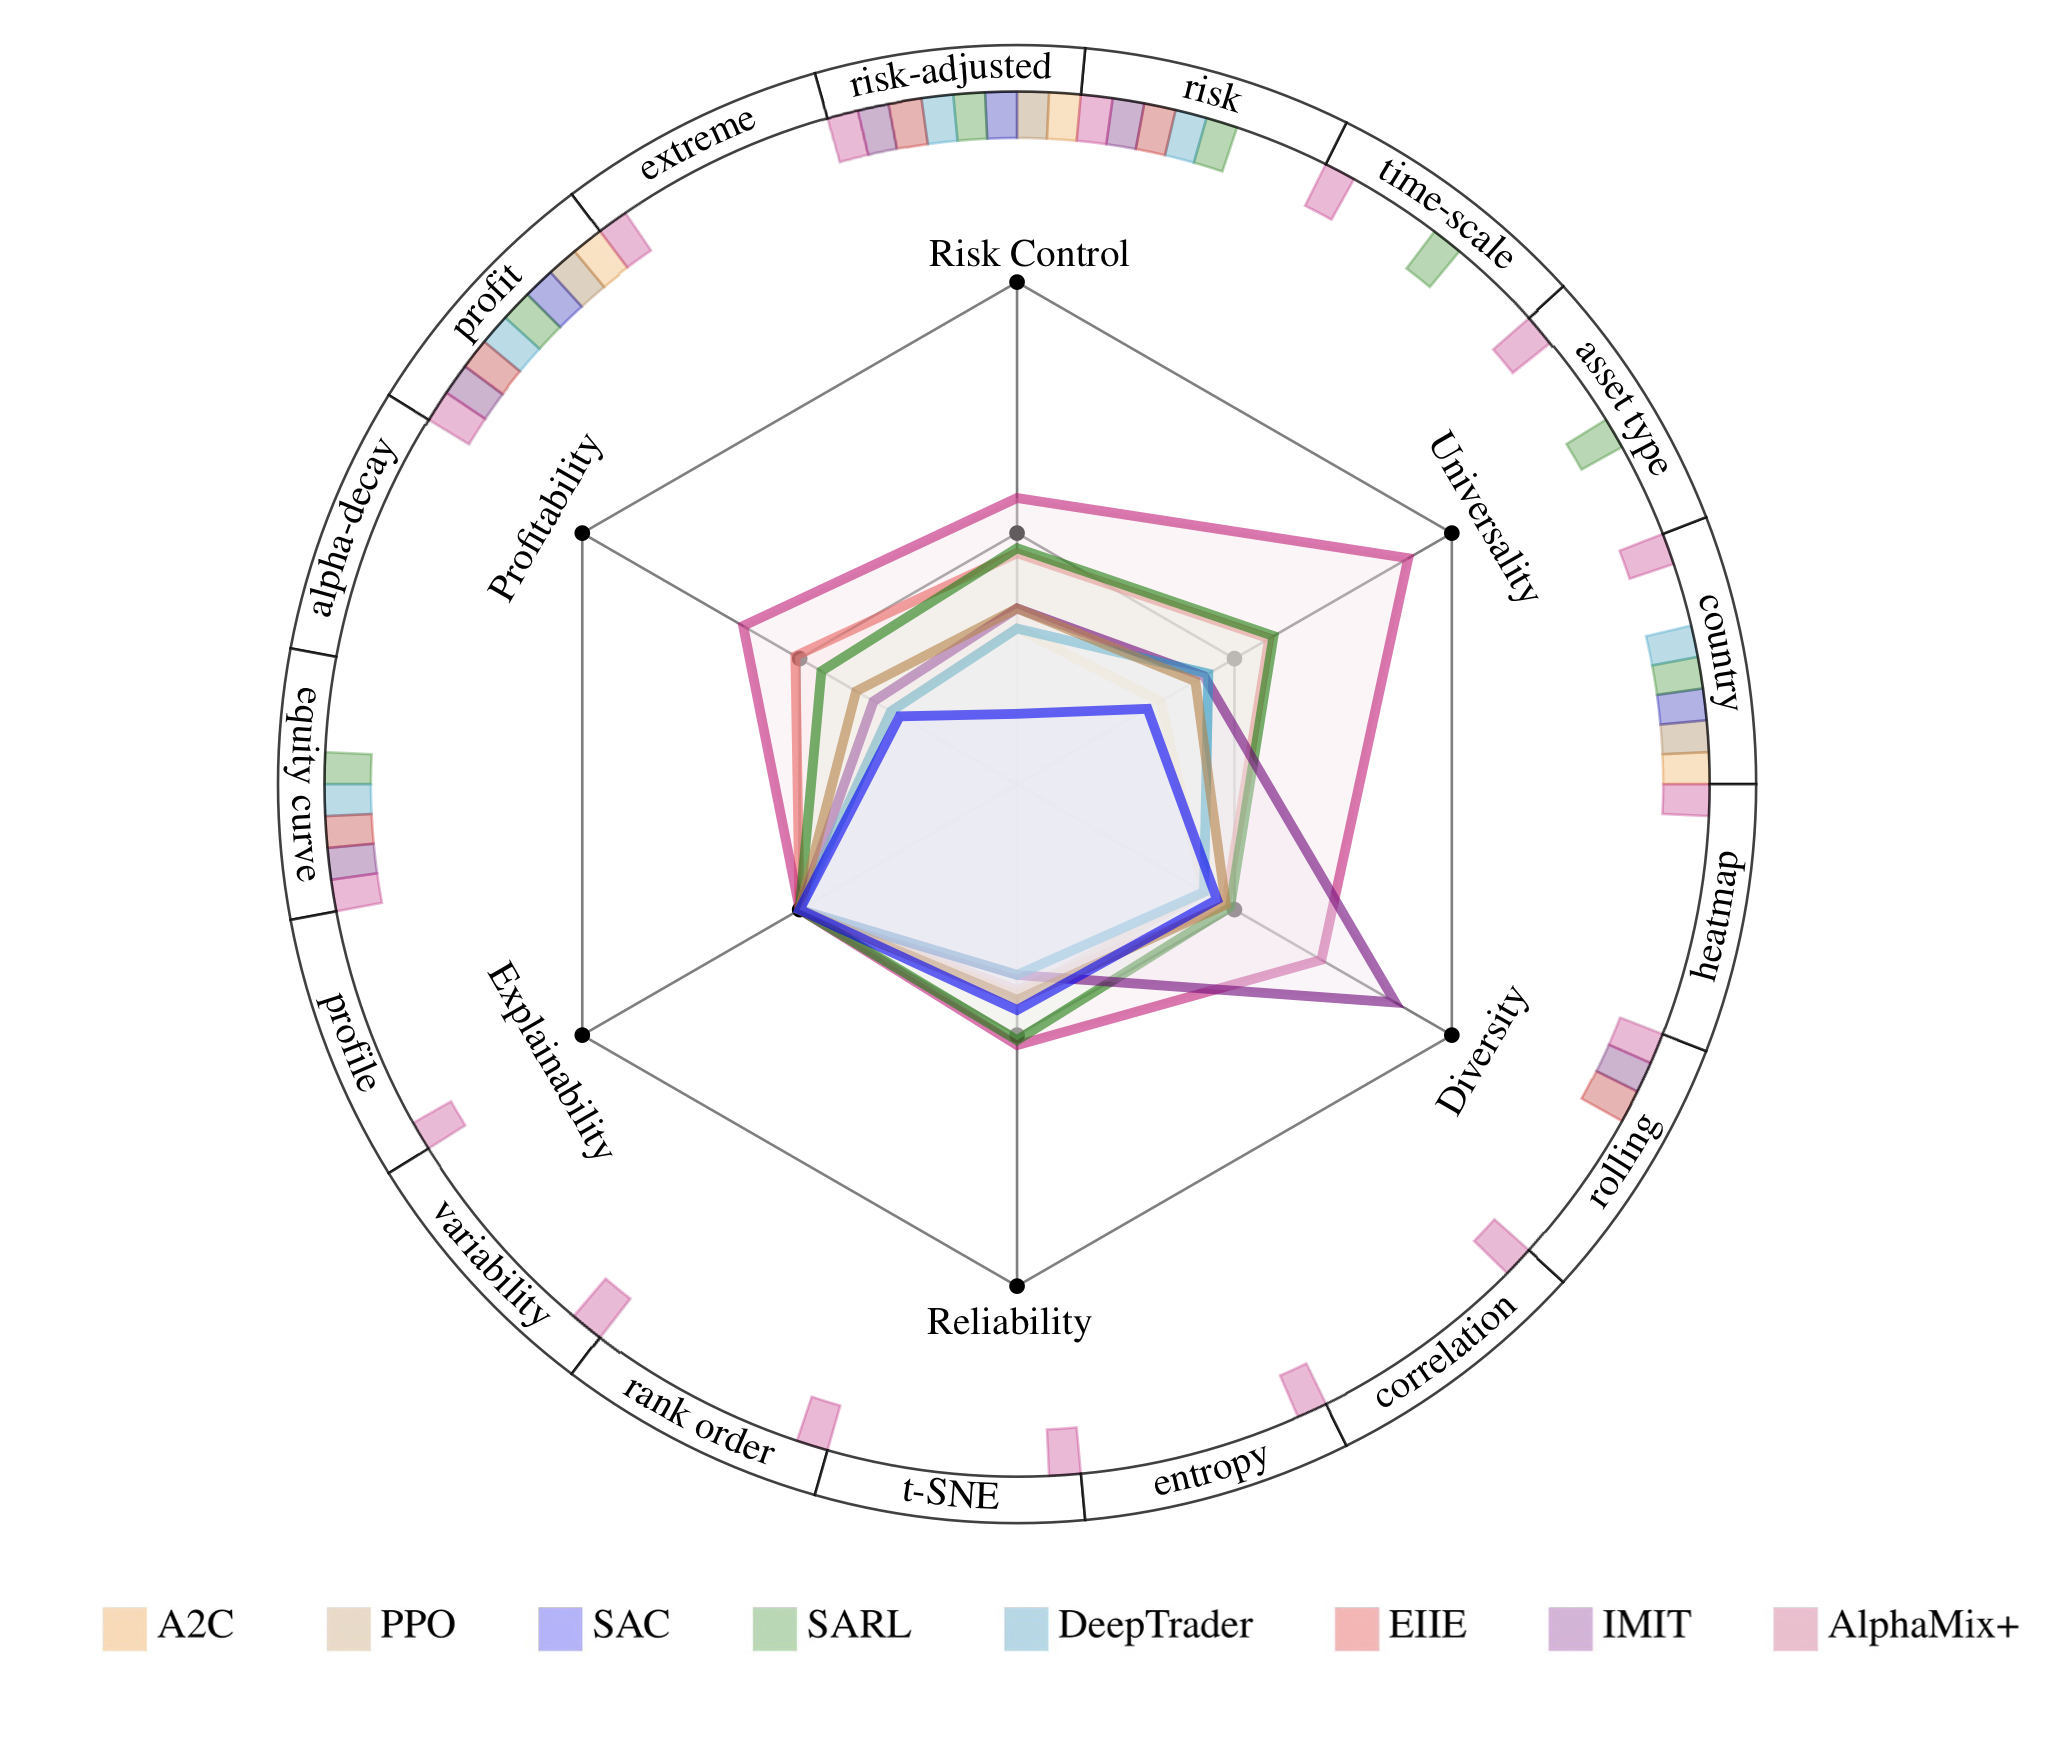 risk-adjusted
risk
time-scale
asset type
country
heatmap
rolling
correlation
entropy
t-SNE
rank order
variability
profile
equity curve
alpha-decay
profit
extreme
Risk Control
Universality
Diversity
Reliability
Explainability
Profitability
A2C
PPO
SAC
SARL
DeepTrader
EIIE
IMIT
AlphaMix+